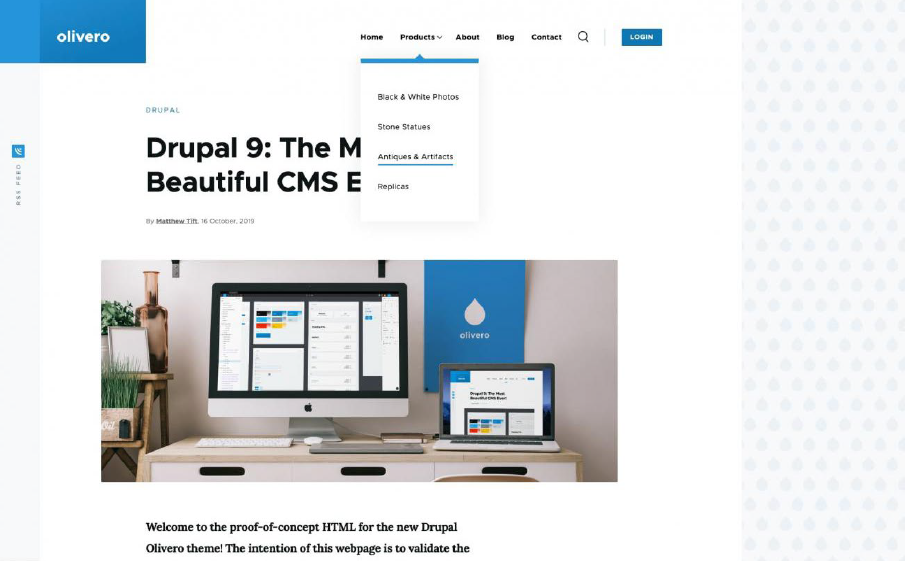 olivero
Home Products About Blog Contact LOGIN
Black & White Photos
Stone Statues
Antiques & Artifacts
Replicas
DRUPAL
Drupal 9: The M
Beautiful CMS E
By Matthew Tift, 16 October, 2019
RSS FEED
olivero
Drupal 9: The Most
Beautiful CMS Ever!
Welcome to the proof-of-concept HTML for the new Drupal
Olivero theme! The intention of this webpage is to validate the